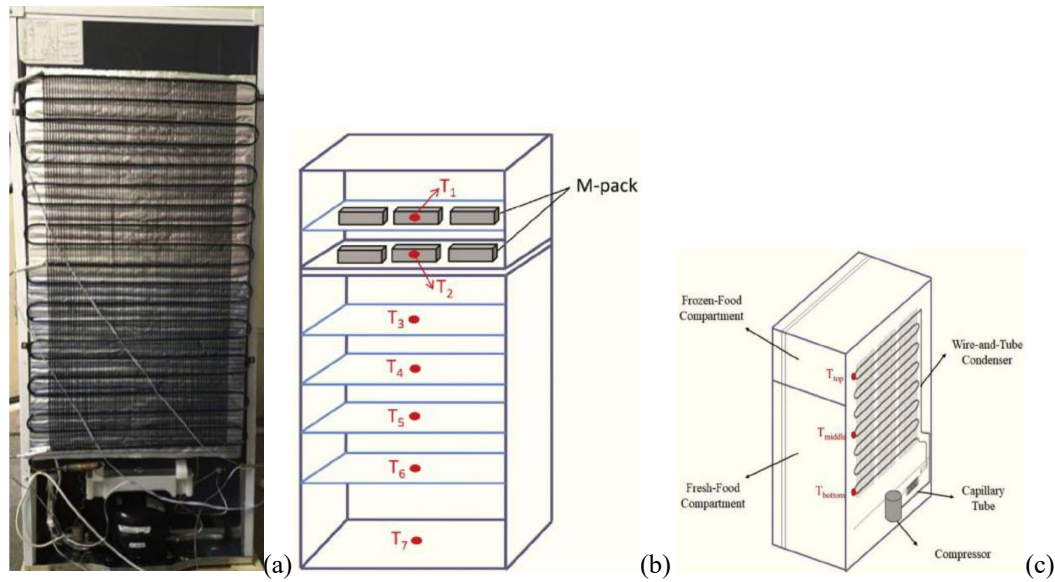 (a)
T1
M-pack
T2
T3
T4
T5
T6
T7
(b)
Frozen-Food
Compartment
Wire-and-Tube
Condenser
Ttop
Tmiddle
Fresh-Food
Compartment
Tbottom
Capillary
Tube
Compressor
(c)